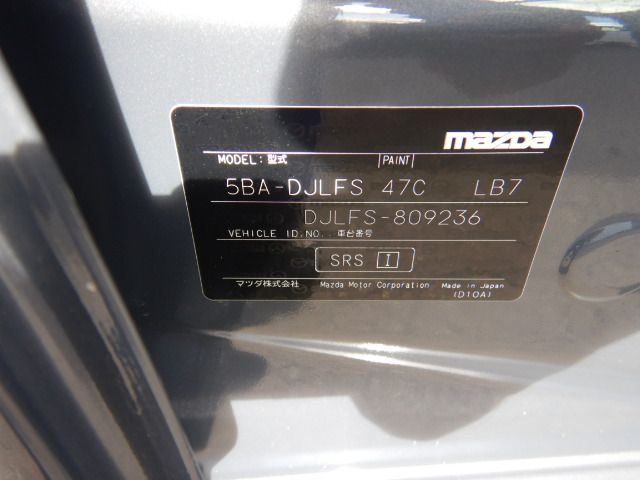 mazda
MODEL: 型式 PAINT
5BA-DJLFS 47C LB7
DJLFS-809236
VEHICLE ID.NO. 車台番号
SRS I
マツダ株式会社 Mazda Motor Corporation Made in Japan
(D10A)